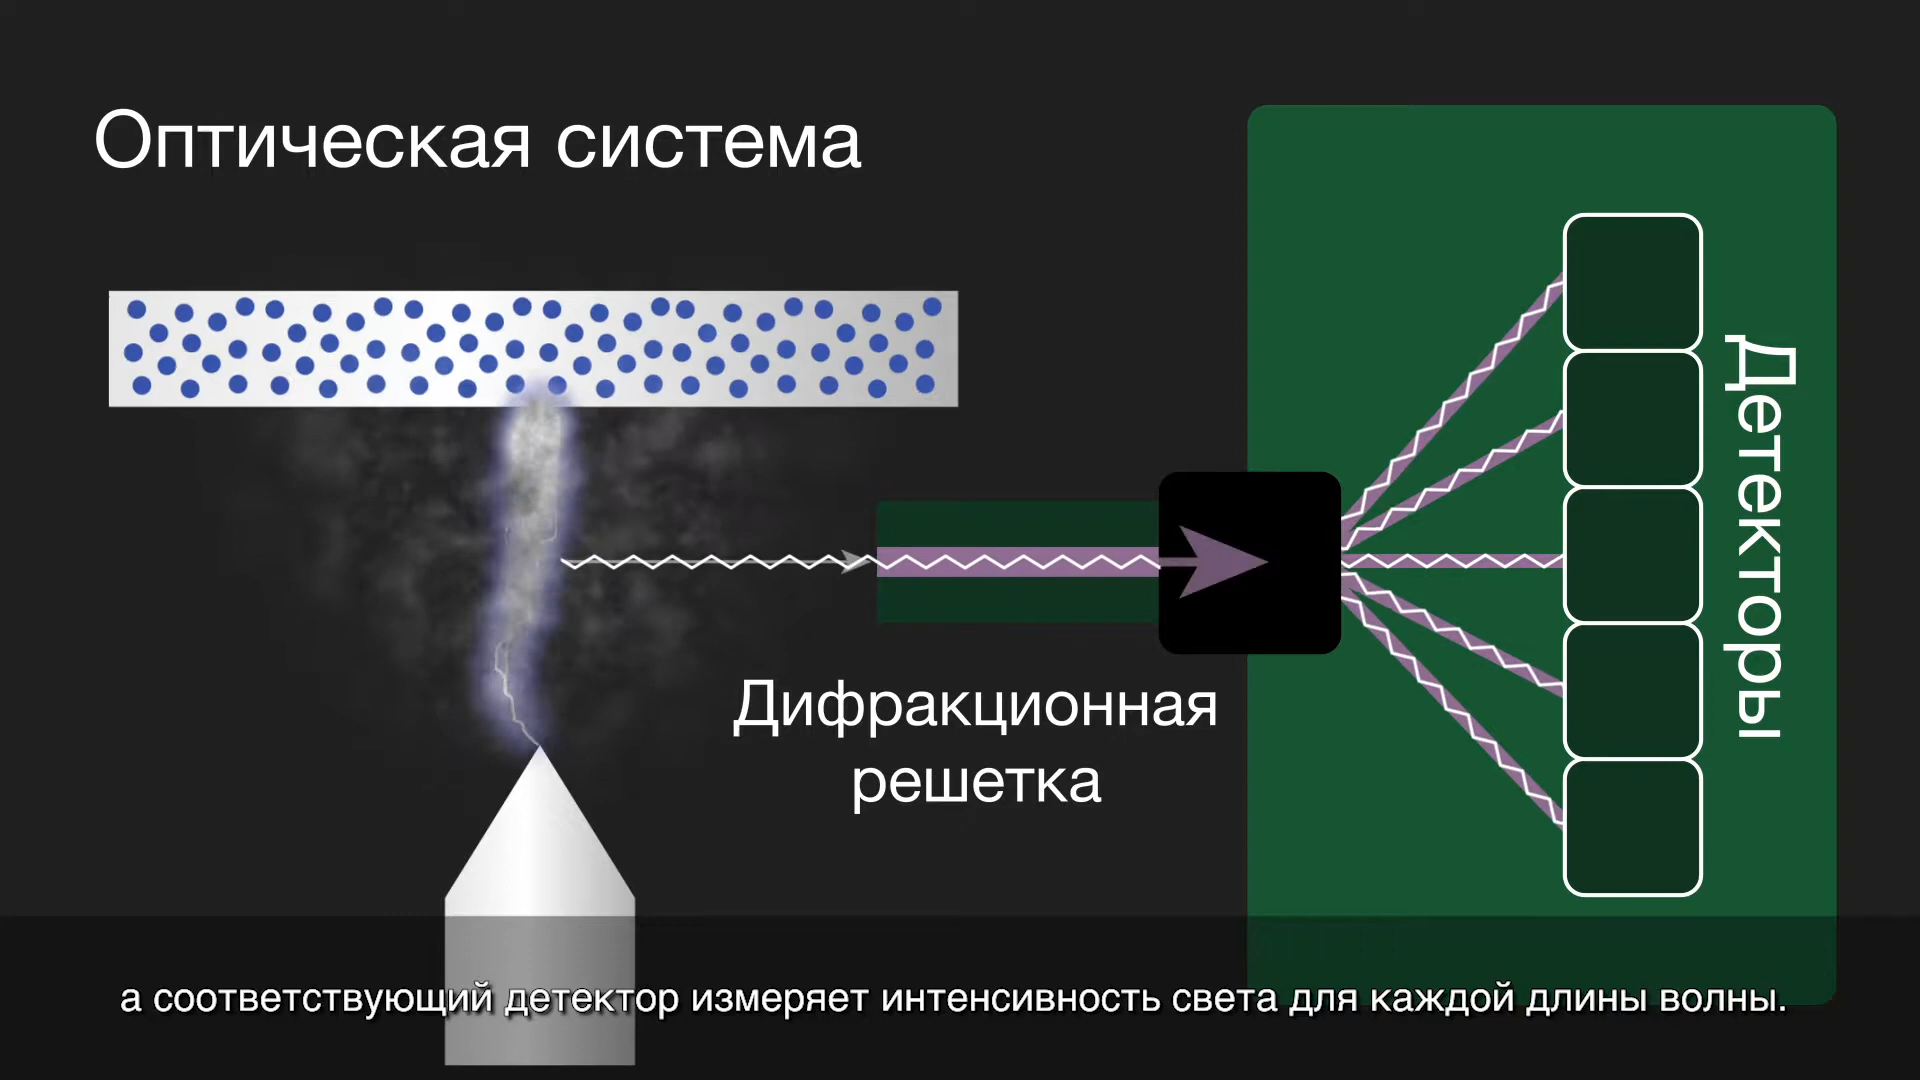 Оптическая система
Дифракционная
решетка
Детекторы
а соответствующий детектор измеряет интенсивность света для каждой длины волны.